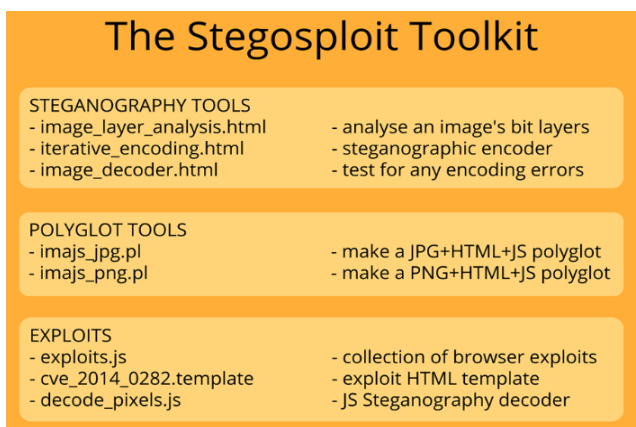 The Stegosploit Toolkit
STEGANOGRAPHY TOOLS
- image_layer_analysis.html - analyse an image's bit layers
- iterative_encoding.html - steganographic encoder
- image_decoder.html - test for any encoding errors
POLYGLOT TOOLS
- imajs_jpg.pl - make a JPG+HTML+JS polyglot
- imajs_png.pl - make a PNG+HTML+JS polyglot
EXPLOITS
- exploits.js - collection of browser exploits
- cve_2014_0282.template - exploit HTML template
- decode_pixels.js - JS Steganography decoder